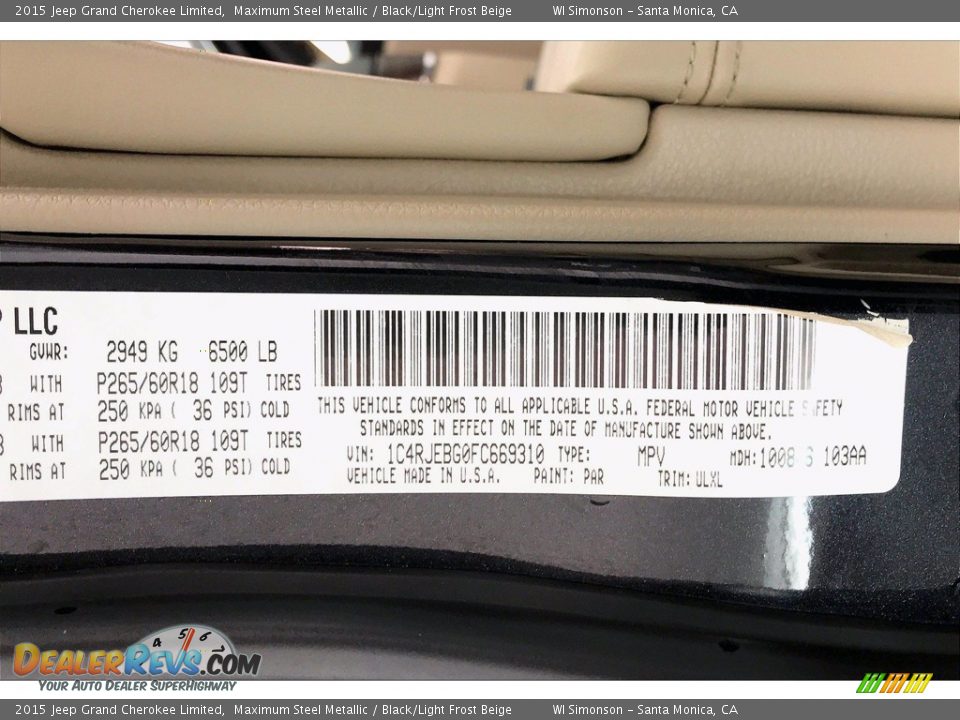 2015 Jeep Grand Cherokee Limited, Maximum Steel Metallic / Black/Light Frost Beige WI Simonson - Santa Monica, CA
LLC
GVWR: 2949 KG 6500 LB
WITH P265/60R18 109T TIRES
RIMS AT 250 KPA ( 36 PSI) COLD
WITH P265/60R18 109T TIRES
RIMS AT 250 KPA ( 36 PSI) COLD
THIS VEHICLE CONFORMS TO ALL APPLICABLE U.S.A. FEDERAL MOTOR VEHICLE SAFETY
STANDARDS IN EFFECT ON THE DATE OF MANUFACTURE SHOWN ABOVE.
VIN: 1C4RJEBG0FC669310 TYPE: MPV MDH: 1008 103AA
VEHICLE MADE IN U.S.A. PAINT: PAR TRIM: ULXL
4 5 6
DealerRevs.com
Your Auto Dealer SuperHighway
2015 Jeep Grand Cherokee Limited, Maximum Steel Metallic / Black/Light Frost Beige WI Simonson - Santa Monica, CA